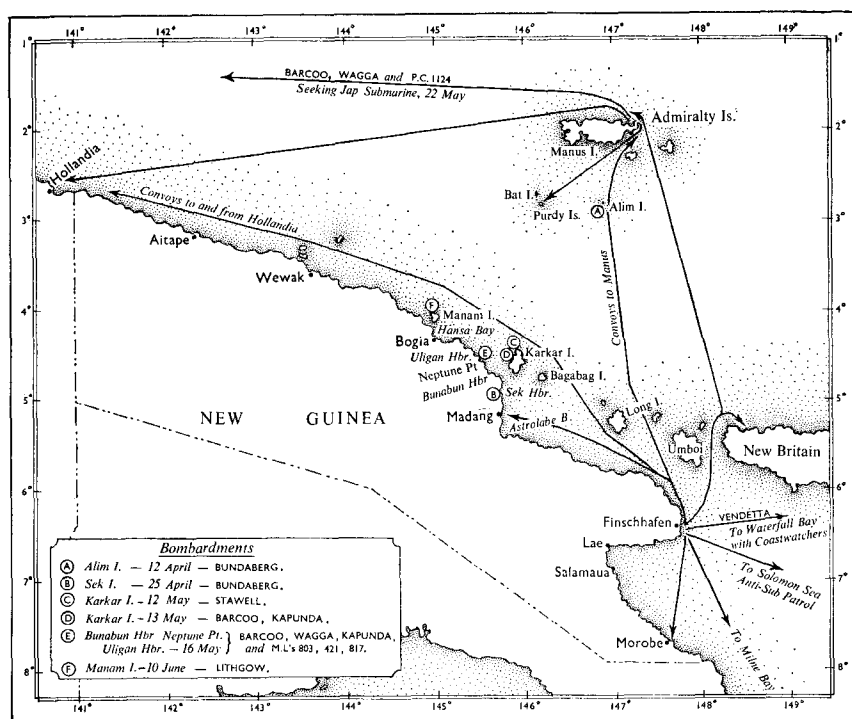 141° 142° 143° 144° 145° 146° 147° 148° 149°
1° 1°
BARCOO, WAGGA and P.C. 1124
Seeking Jap Submarine, 22 May
Admiralty Is.
2° 2°
Manus I.
Hollandia
Bat I.
Purdy Is.
A Alim I.
3° 3°
Convoys to and from Hollandia
Aitape
Wewak
Convoys to Manus
4° 4°
F
Manam I.
Hansa Bay
Bogia
C
Uligan Hbr.
E D Karkar I.
Neptune Pt
Bunabun Hbr
Bagabag I.
5° 5°
B Sek Hbr.
NEW GUINEA
Madang
Astrolabe B.
Long I.
Umboi
New Britain
6° 6°
Finschhafen
VENDETTA
To Waterfall Bay
with Coastwatchers
Lae
Salamaua
To Solomon Sea
Anti-Sub Patrol
7° 7°
Morobe
To Milne Bay
8° 8°
Bombardments
A Alim I. — 12 April — BUNDABERG.
B Sek I. — 25 April — BUNDABERG.
C Karkar I. - 12 May — STAWELL.
D Karkar I. - 13 May — BARCOO, KAPUNDA.
E Bunabun Hbr Neptune Pt. } BARCOO, WAGGA, KAPUNDA,
Uligan Hbr. — 16 May } and M.L's 803, 421, 817.
F Manam I. - 10 June — LITHGOW.
141° 142° 143° 144° 145° 146° 147° 148° 149°